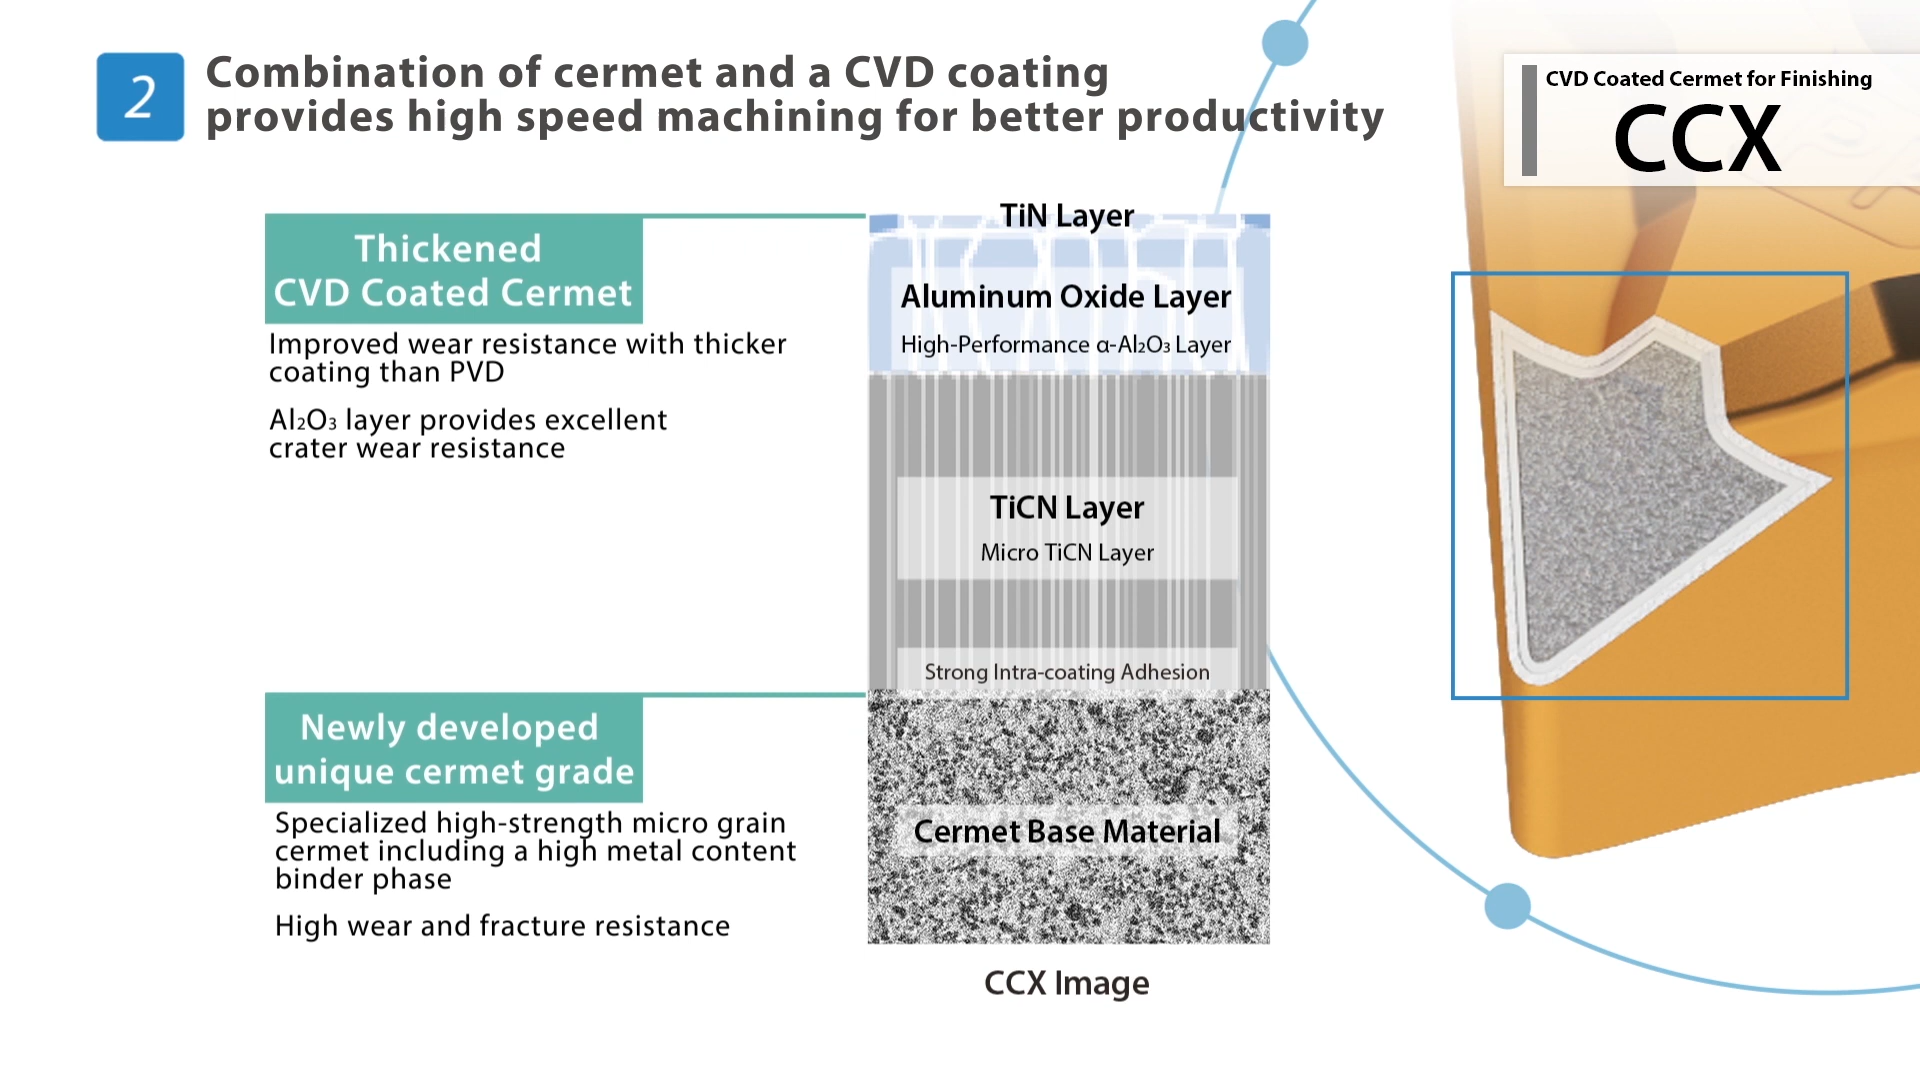 2
Combination of cermet and a CVD coating
provides high speed machining for better productivity
CVD Coated Cermet for Finishing
CCX
Thickened
CVD Coated Cermet
Improved wear resistance with thicker
coating than PVD
Al₂O₃ layer provides excellent
crater wear resistance
Newly developed
unique cermet grade
Specialized high-strength micro grain
cermet including a high metal content
binder phase
High wear and fracture resistance
TiN Layer
Aluminum Oxide Layer
High-Performance α-Al₂O₃ Layer
TiCN Layer
Micro TiCN Layer
Strong Intra-coating Adhesion
Cermet Base Material
CCX Image